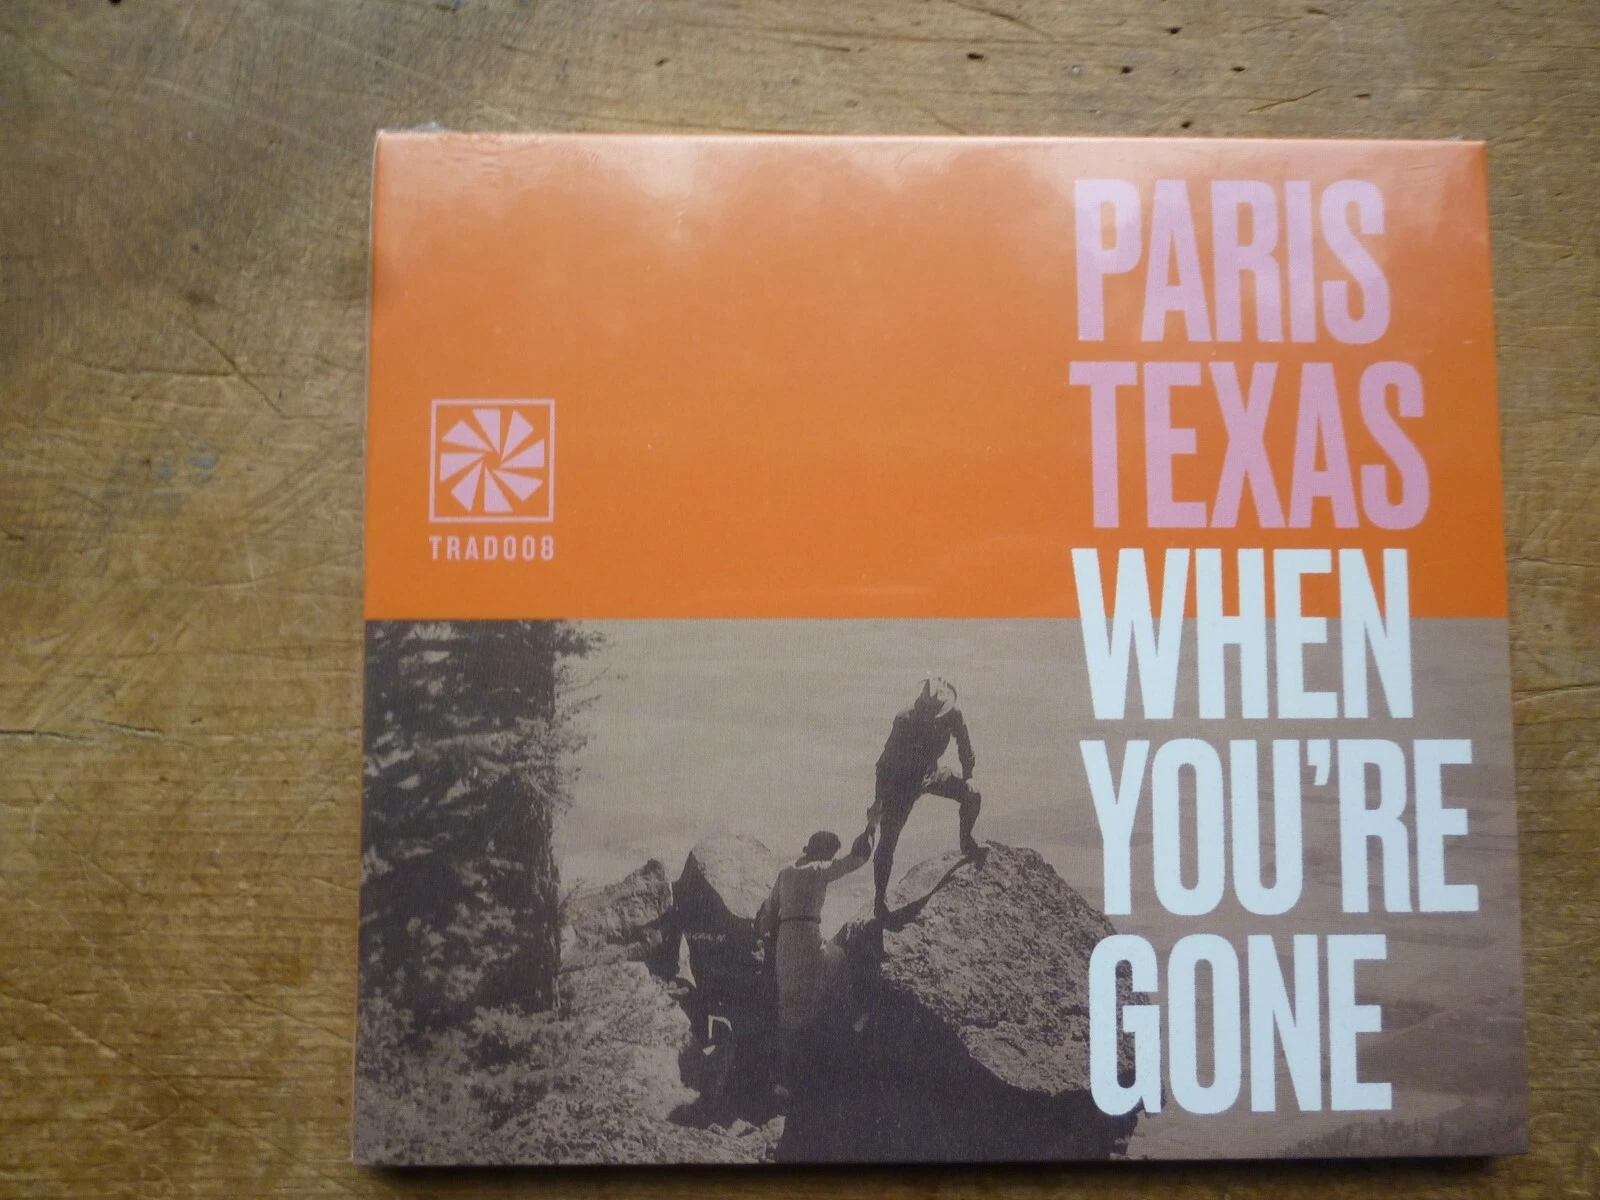 PARIS
TEXAS
WHEN
YOU'RE
GONE
TRAD008